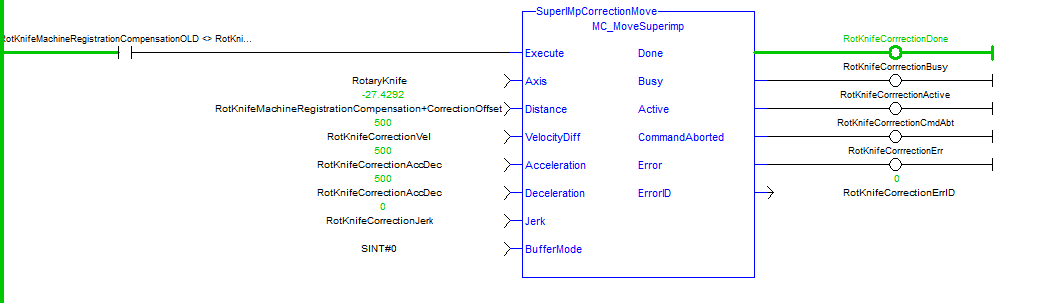 SuperIMpCorrectionMove
MC_MoveSuperimp
RotKnifeMachineRegistrationCompensationOLD <> RotKni...
Execute Done
RotKnifeCorrrectionDone
RotaryKnife
Axis Busy
RotKnifeCorrrectionBusy
-27.4292
RotKnifeMachineRegistrationCompensation+CorrectionOffset
Distance Active
RotKnifeCorrrectionActive
500
RotKnifeCorrectionVel
VelocityDiff CommandAborted
RotKnifeCorrrectionCmdAbt
500
RotKnifeCorrectionAccDec
Acceleration Error
RotKnifeCorrrectionErr
500
RotKnifeCorrectionAccDec
Deceleration ErrorID
0
RotKnifeCorrectionErrID
0
RotKnifeCorrectionJerk
Jerk
SINT#0
BufferMode